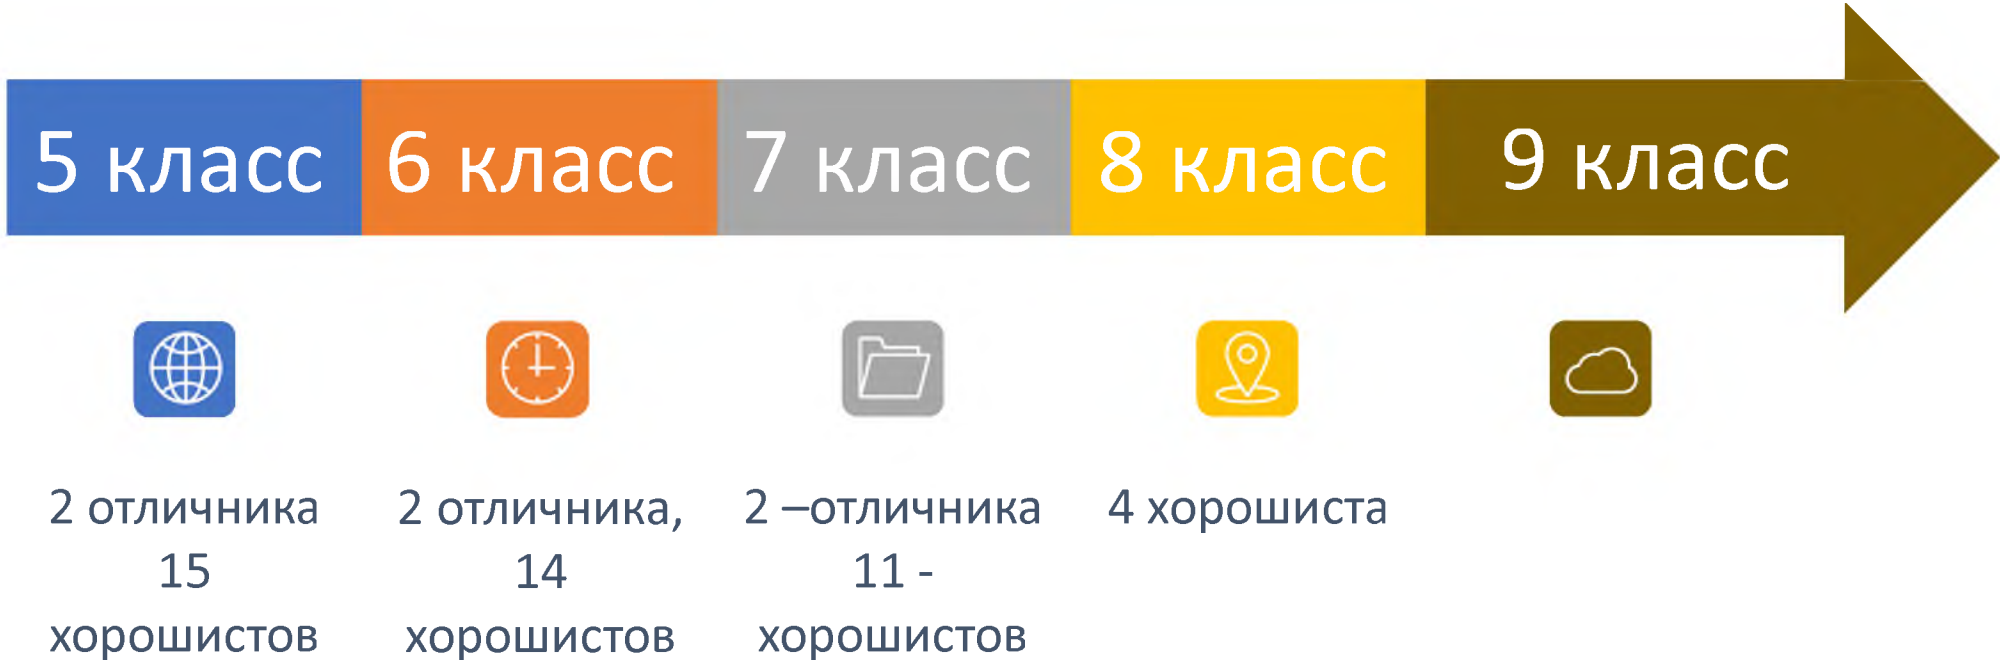 5 класс
6 класс
7 класс
8 класс
9 класс
2 отличника
15
хорошистов
2 отличника,
14
хорошистов
2 –отличника
11 -
хорошистов
4 хорошиста